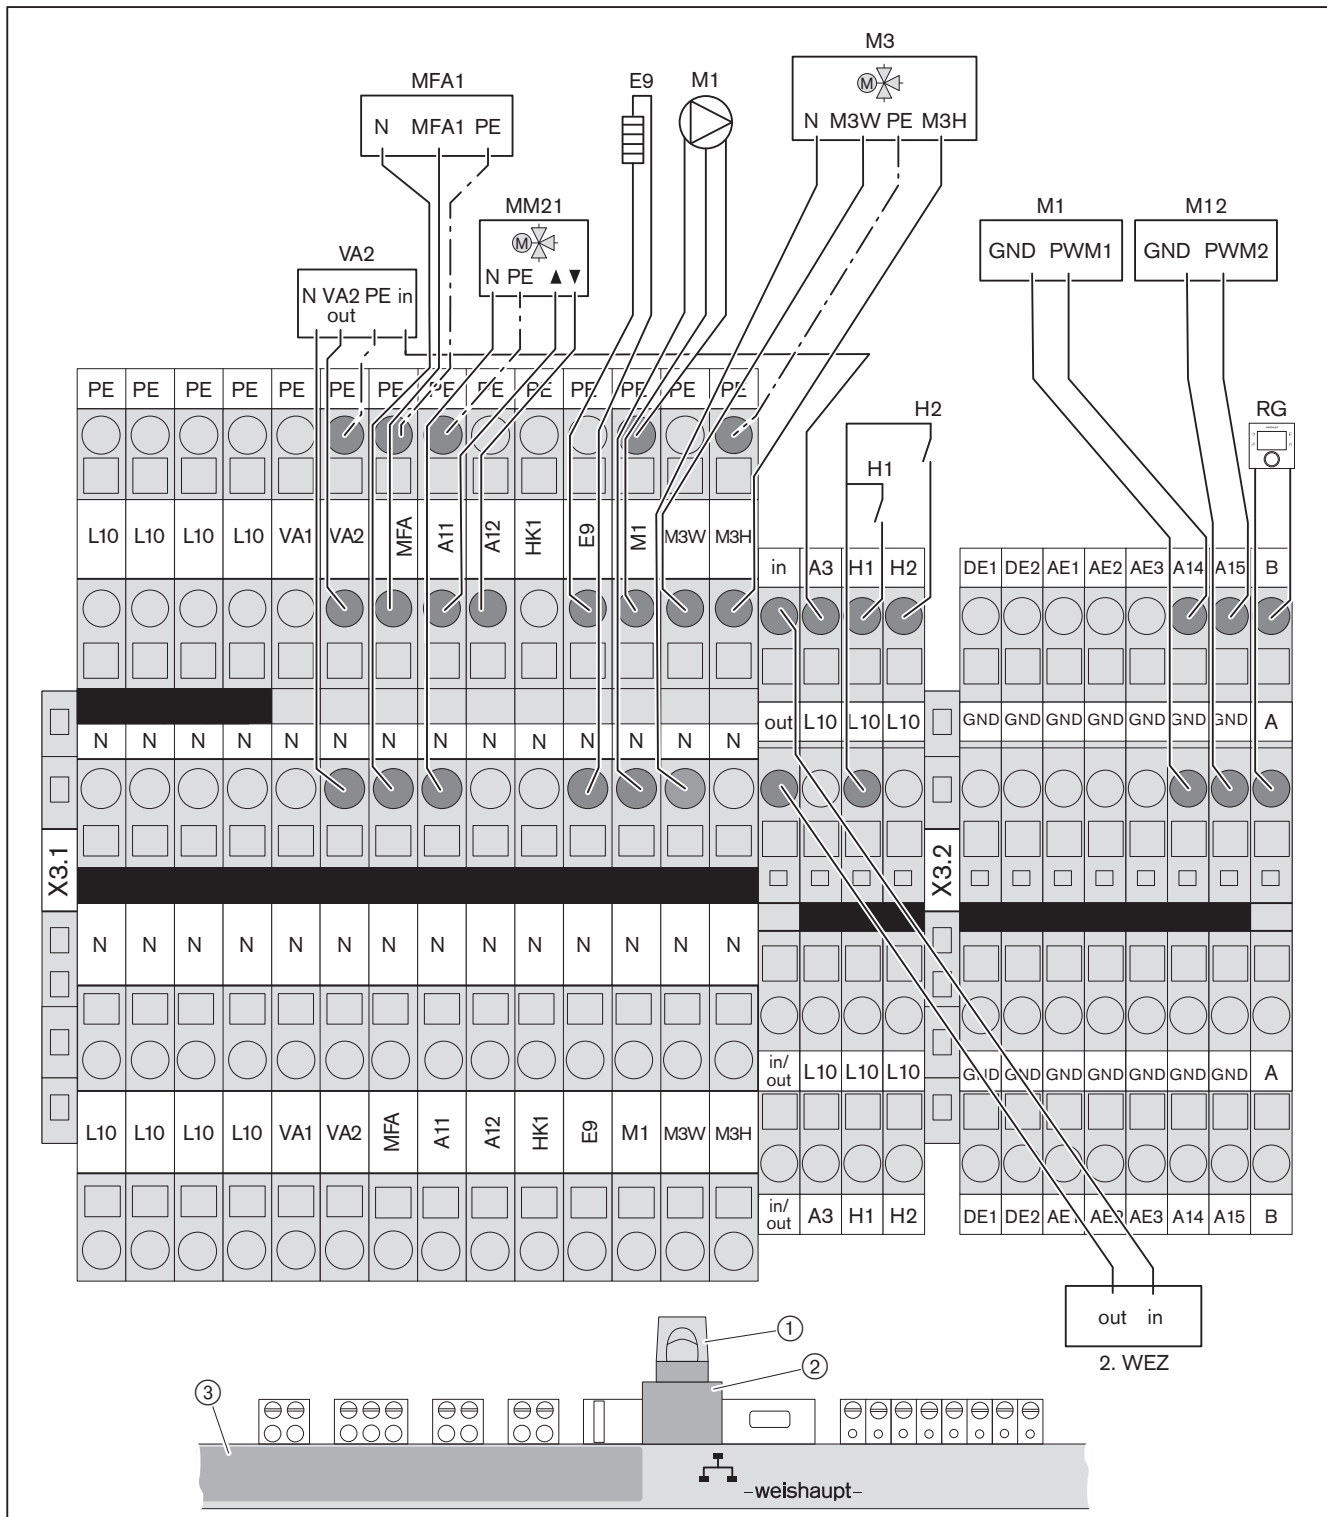 M3
MFA1
E9
M1
N MFA1 PE
N M3W PE M3H
MM21
N PE ▲ ▼
M1
M12
GND PWM1
GND PWM2
VA2
N VA2 PE in
out
PE PE PE PE PE PE PE PE PE PE PE PE PE PE
H2
RG
H1
L10 L10 L10 L10 VA1 VA2 MFA A11 A12 HK1 E9 M1 M3W M3H
in A3 H1 H2
DE1 DE2 AE1 AE2 AE3 A14 A15 B
out L10 L10 L10
GND GND GND GND GND GND GND A
N N N N N N N N N N N N N N
X3.1
X3.2
N N N N N N N N N N N N N N
in/
out L10 L10 L10
GND GND GND GND GND GND GND A
L10 L10 L10 L10 VA1 VA2 MFA A11 A12 HK1 E9 M1 M3W M3H
in/
out A3 H1 H2
DE1 DE2 AE1 AE2 AE3 A14 A15 B
out in
2. WEZ
1
2
3
–weishaupt–